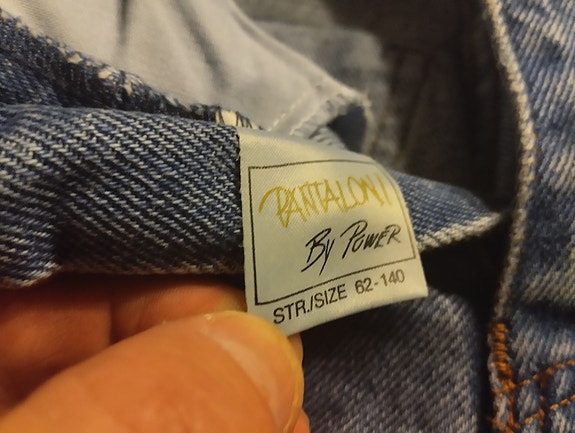 PANTALONI
By POWER
STR./SIZE 62-140